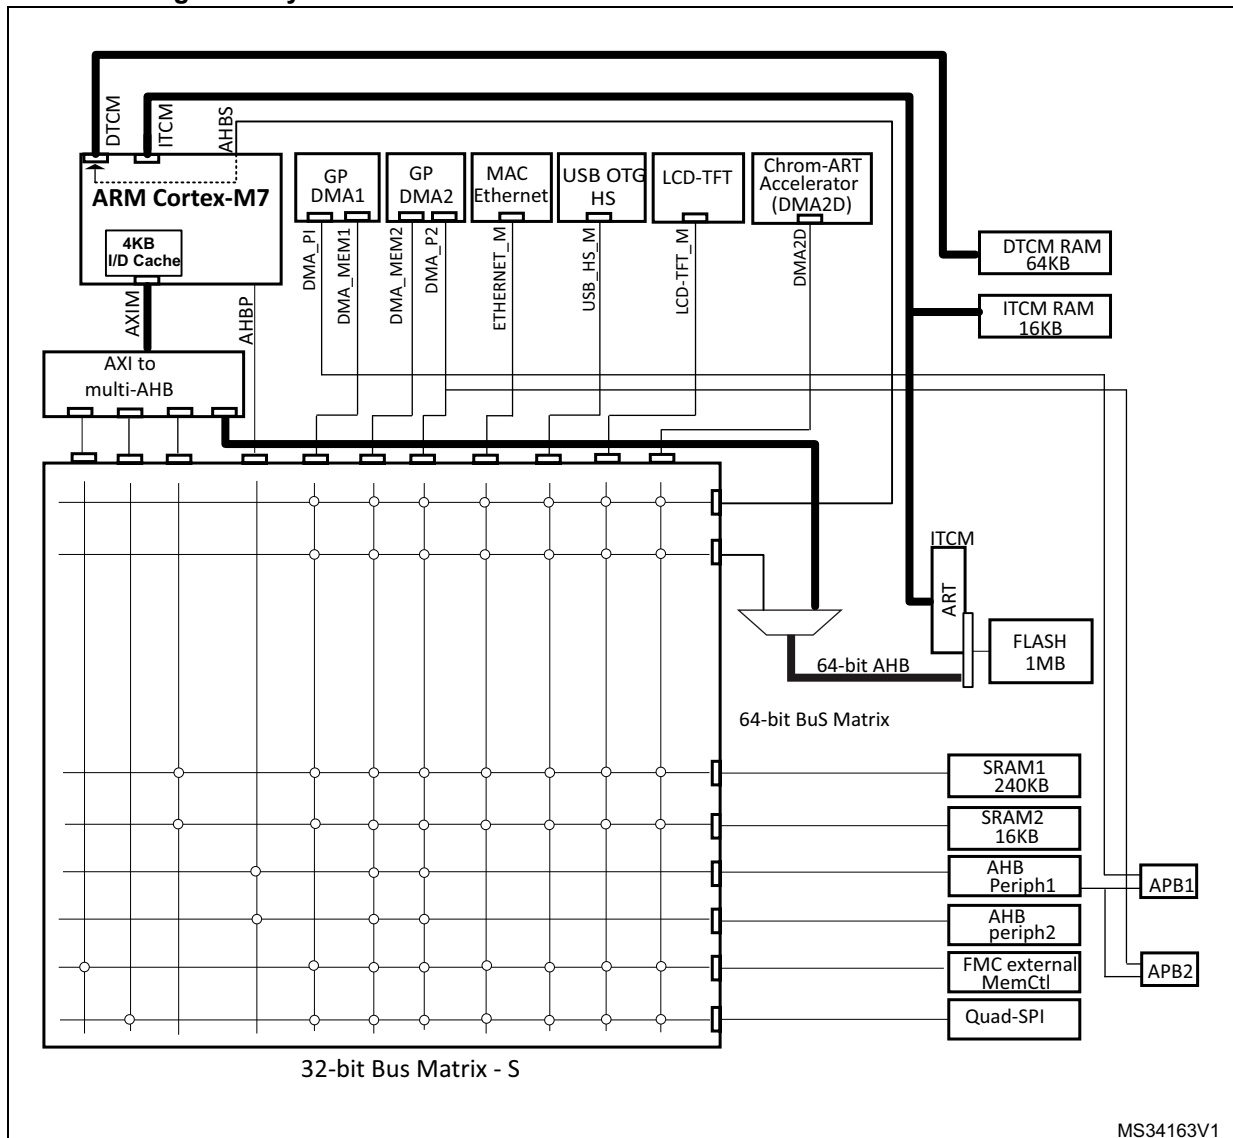 DTCM
ITCM
AHBS
ARM Cortex-M7
4KB
I/D Cache
GP
DMA1
GP
DMA2
MAC
Ethernet
USB OTG
HS
LCD-TFT
Chrom-ART
Accelerator
(DMA2D)
AXIM
AHBP
DMA_PI
DMA_MEM1
DMA_MEM2
DMA_P2
ETHERNET_M
USB_HS_M
LCD-TFT_M
DMA2D
DTCM RAM
64KB
ITCM RAM
16KB
AXI to
multi-AHB
ITCM
ART
FLASH
1MB
64-bit AHB
64-bit BuS Matrix
SRAM1
240KB
SRAM2
16KB
AHB
Periph1
APB1
AHB
periph2
FMC external
MemCtl
APB2
Quad-SPI
32-bit Bus Matrix - S
MS34163V1